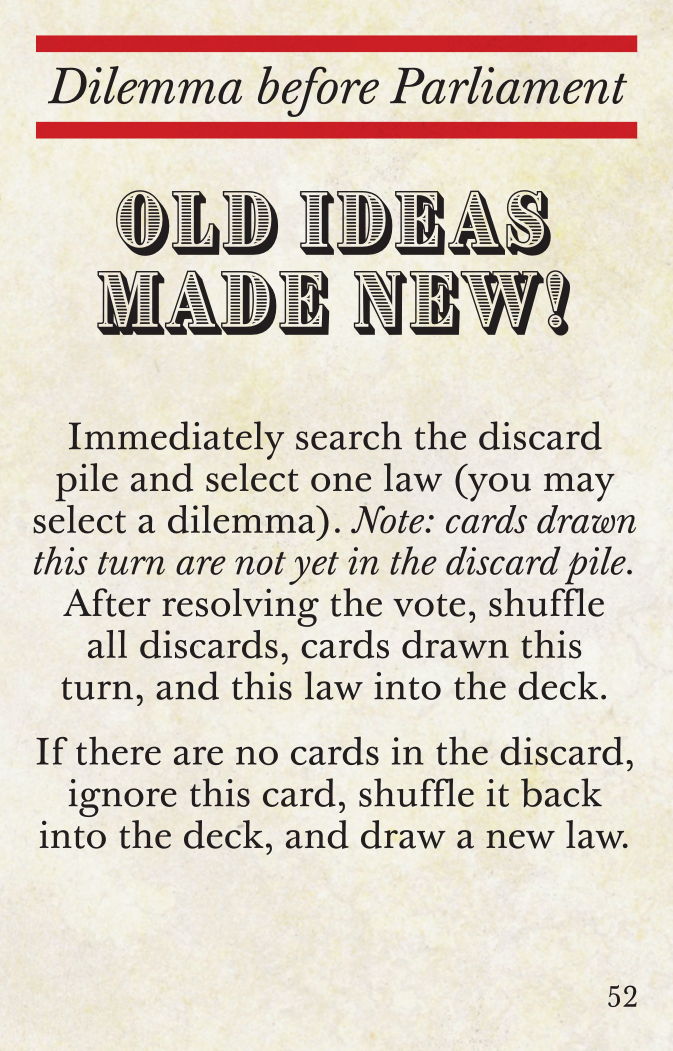 Dilemma before Parliament
OLD IDEAS
MADE NEW!
Immediately search the discard
pile and select one law (you may
select a dilemma). Note: cards drawn
this turn are not yet in the discard pile.
After resolving the vote, shuffle
all discards, cards drawn this
turn, and this law into the deck.
If there are no cards in the discard,
ignore this card, shuffle it back
into the deck, and draw a new law.
52